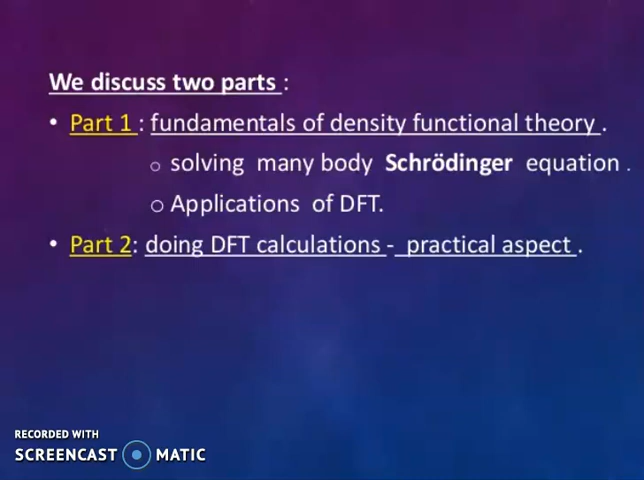 We discuss two parts :
• Part 1 : fundamentals of density functional theory .
o solving many body Schrödinger equation .
o Applications of DFT.
• Part 2: doing DFT calculations - practical aspect .
RECORDED WITH
SCREENCAST MATIC